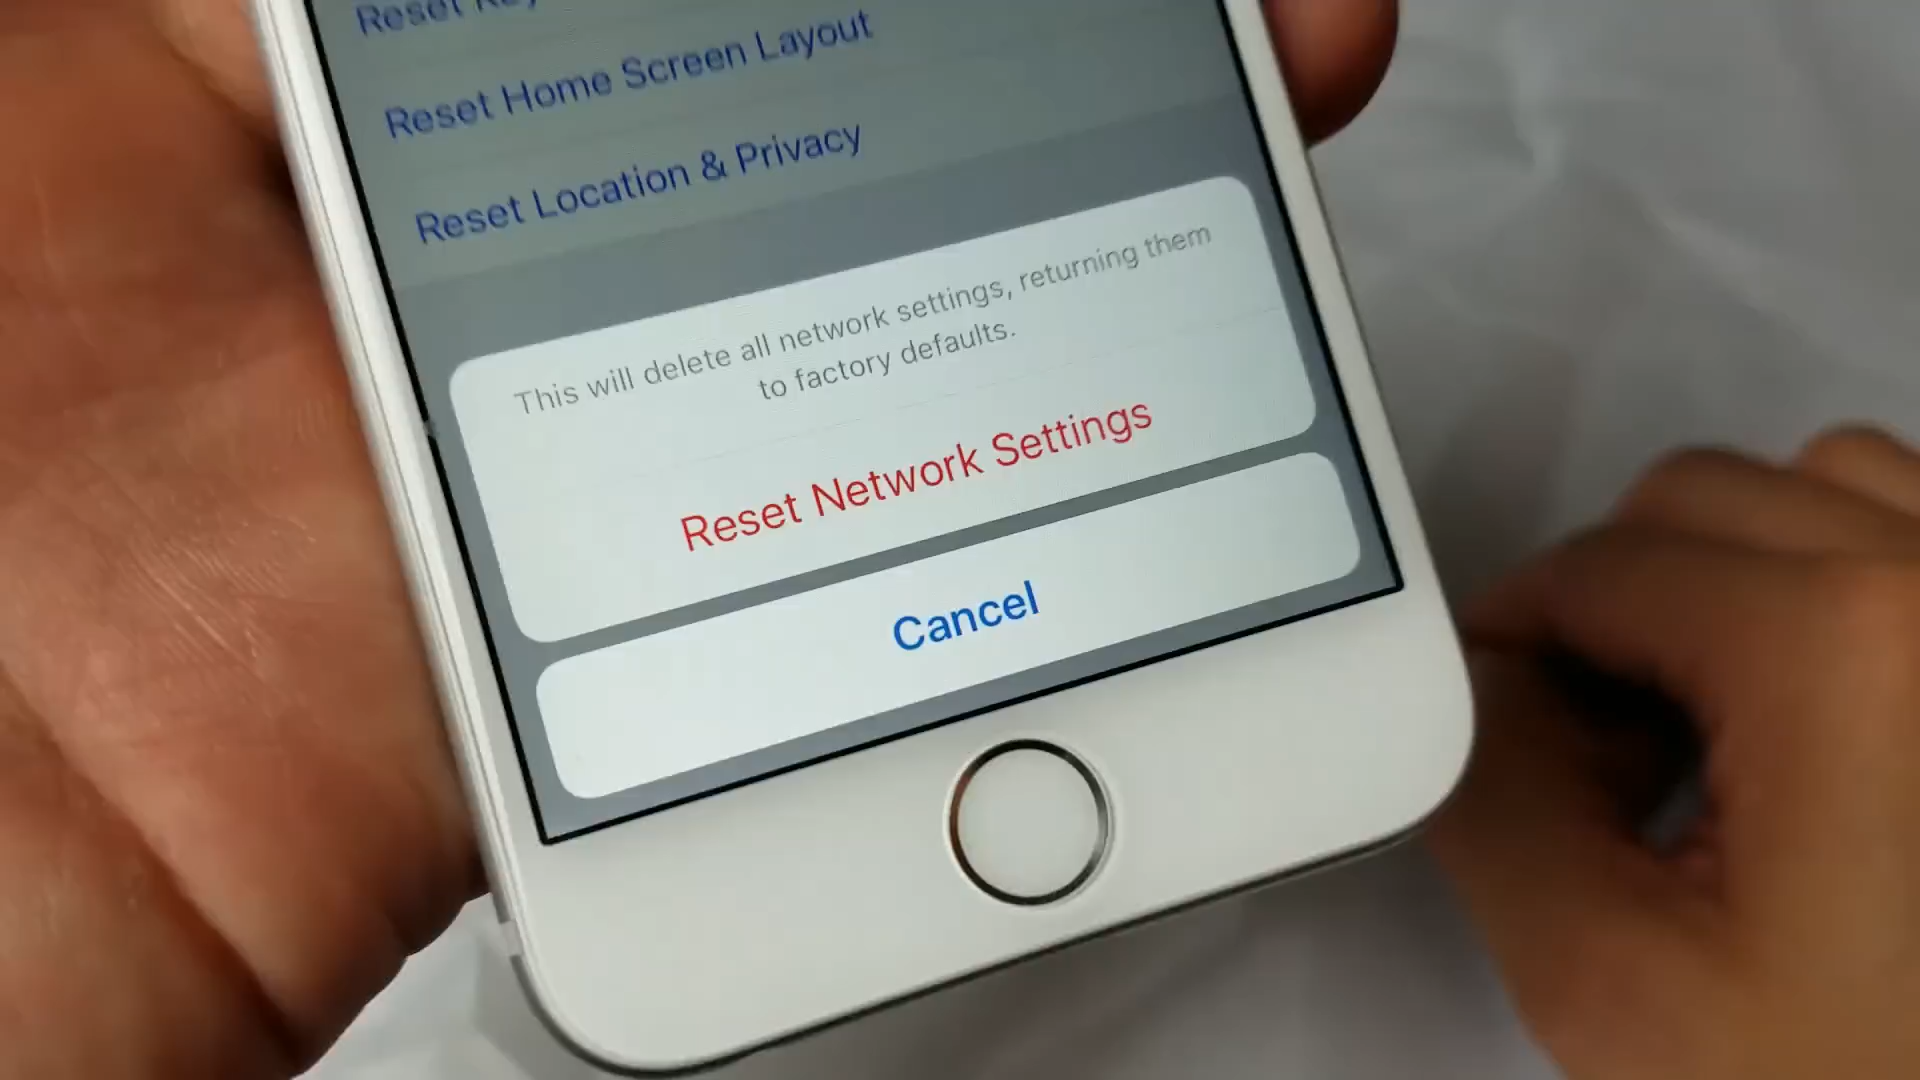 Reset
Reset Home Screen Layout
Reset Location & Privacy
This will delete all network settings, returning them
to factory defaults.
Reset Network Settings
Cancel